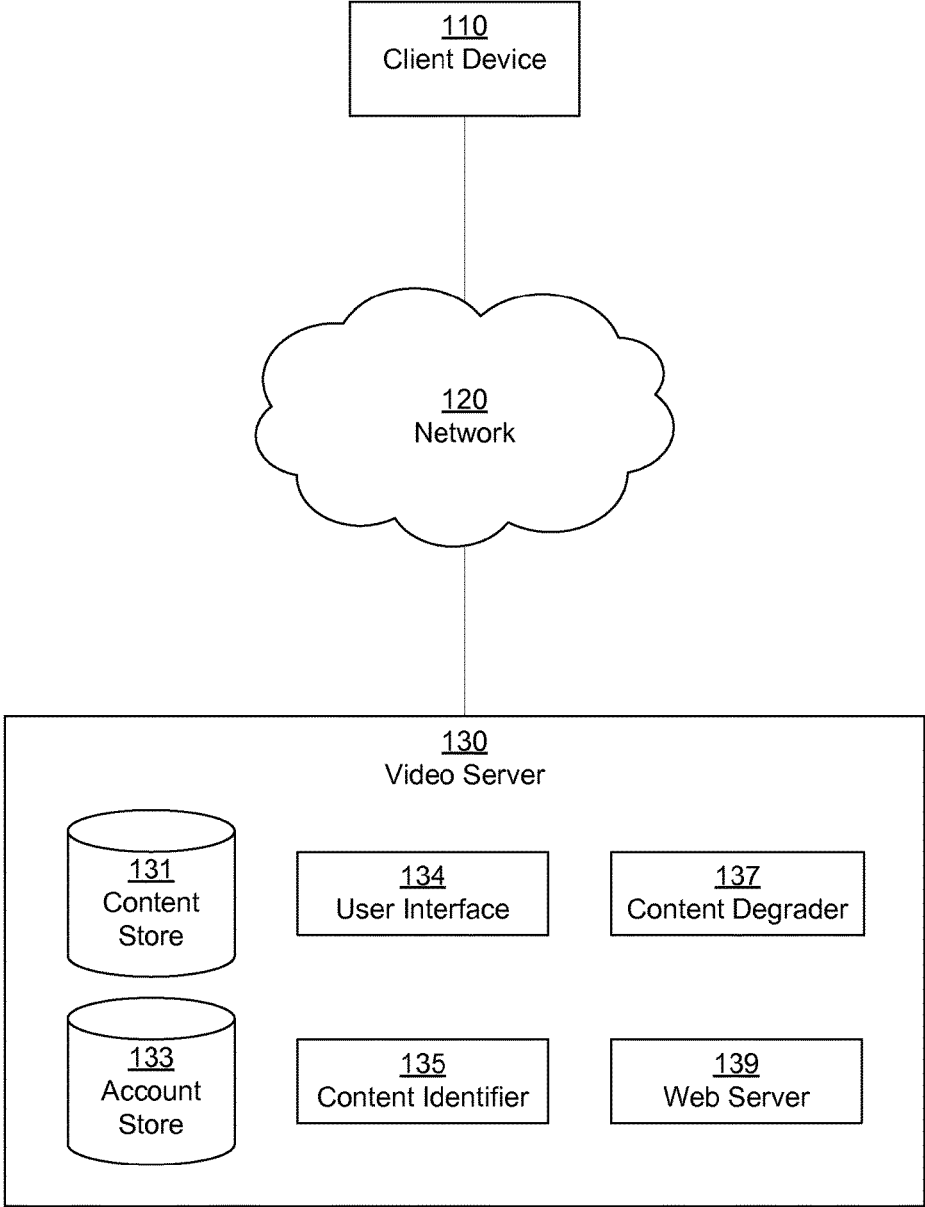 110
Client Device
120
Network
130
Video Server
131
Content
Store
134
User Interface
137
Content Degrader
133
Account
Store
135
Content Identifier
139
Web Server